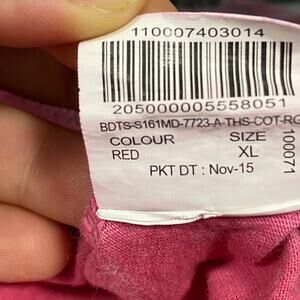 110007403014
205000005558051
BDTS-S161MD-7723-A-THS-COT-RG
COLOUR SIZE
RED XL
PKT DT : Nov-15
100071